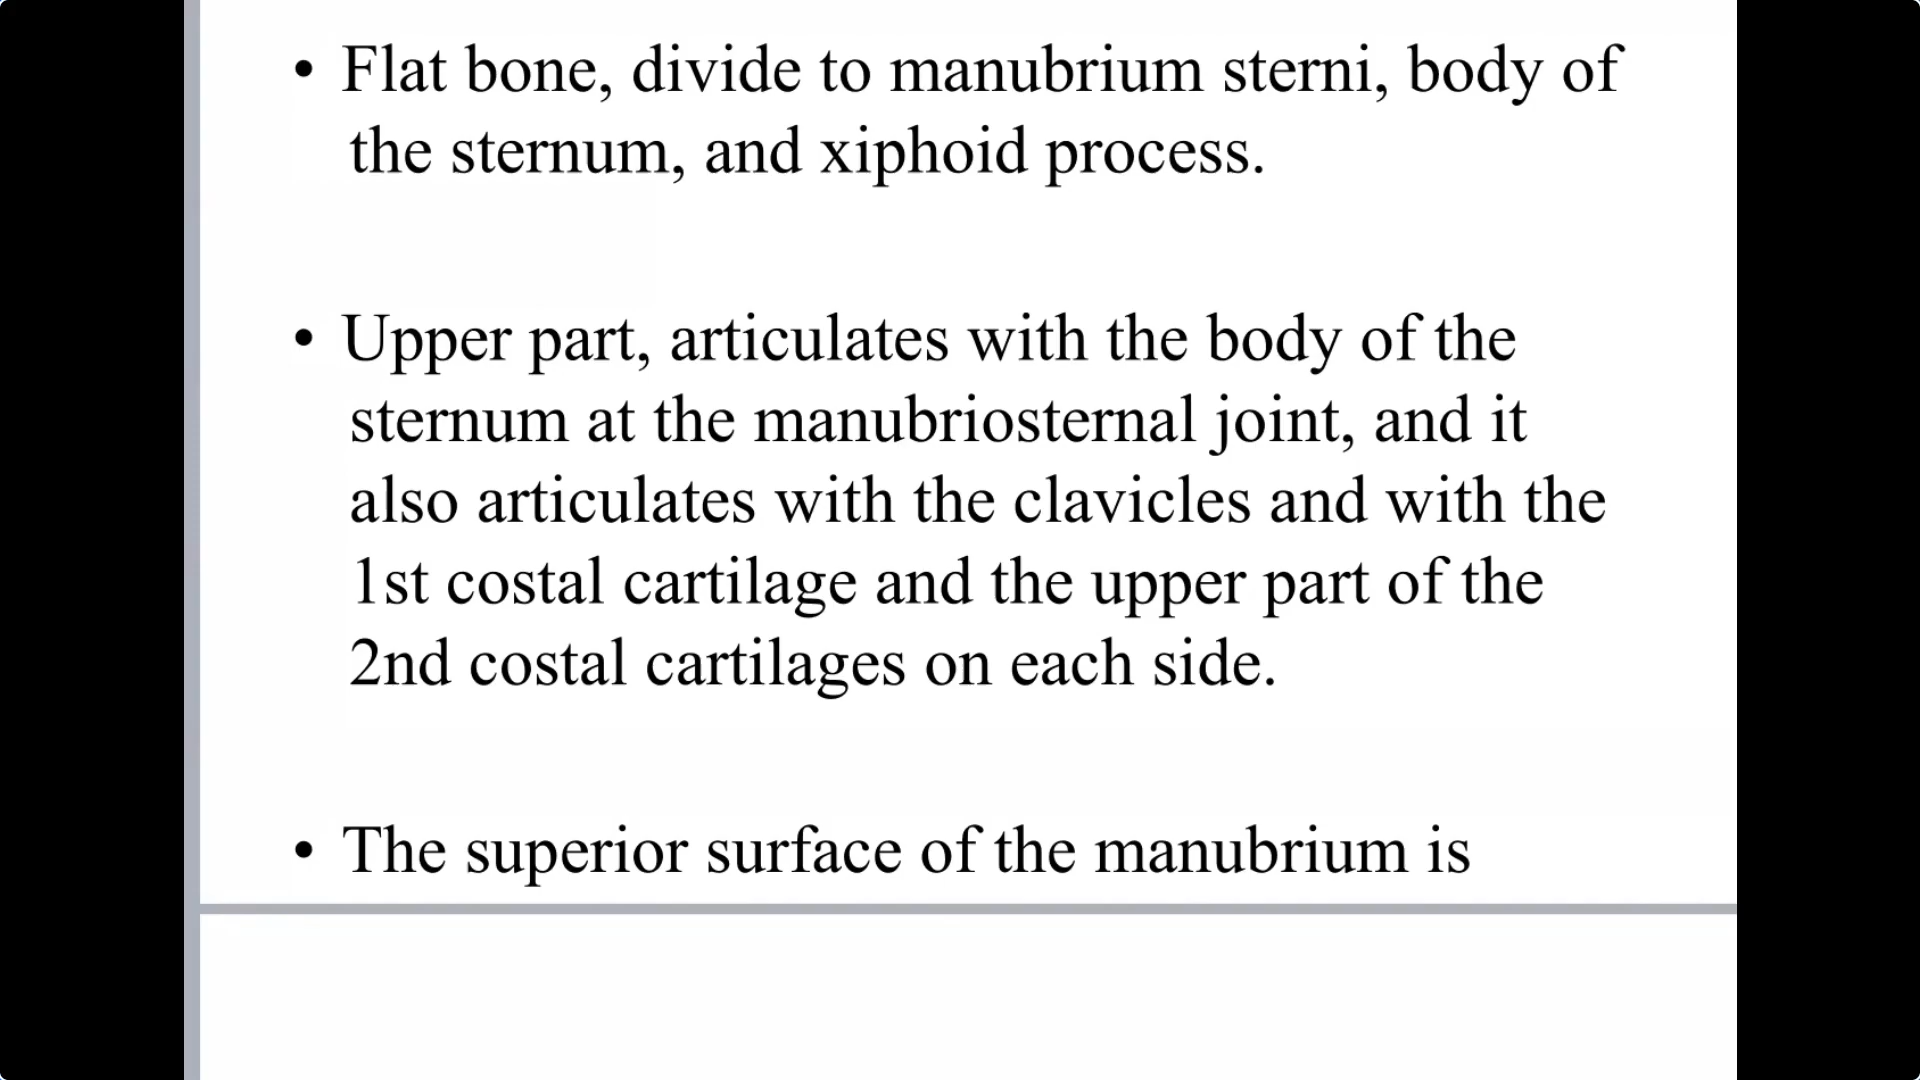 • Flat bone, divide to manubrium sterni, body of
the sternum, and xiphoid process.
• Upper part, articulates with the body of the
sternum at the manubriosternal joint, and it
also articulates with the clavicles and with the
1st costal cartilage and the upper part of the
2nd costal cartilages on each side.
• The superior surface of the manubrium is